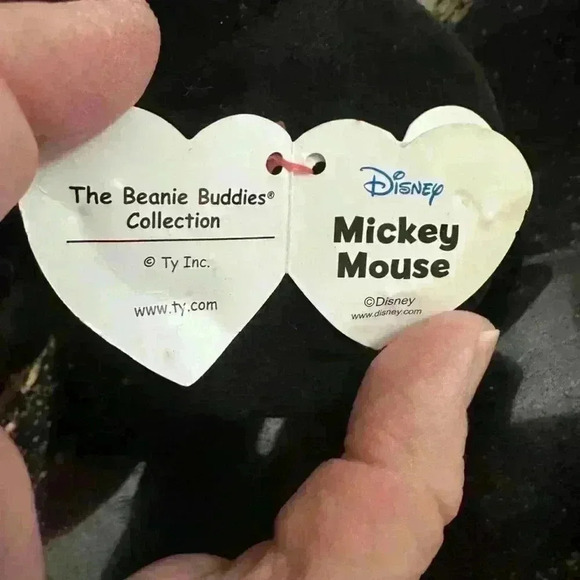 The Beanie Buddies®
Collection
© Ty Inc.
www.ty.com
Disney
Mickey
Mouse
©Disney
www.disney.com